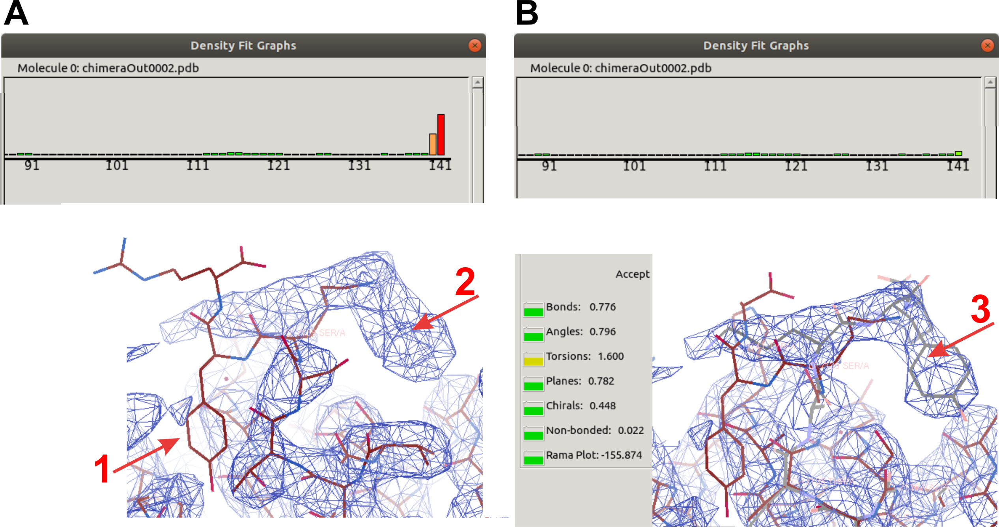 A
B
Density Fit Graphs
Molecule 0: chimeraOut0002.pdb
91 101 111 121 131 141
Density Fit Graphs
Molecule 0: chimeraOut0002.pdb
91 101 111 121 131 141
2
SER/A
1
Accept
Bonds: 0.776
Angles: 0.796
Torsions: 1.600
Planes: 0.782
Chirals: 0.448
Non-bonded: 0.022
Rama Plot: -155.874
3
SER/A